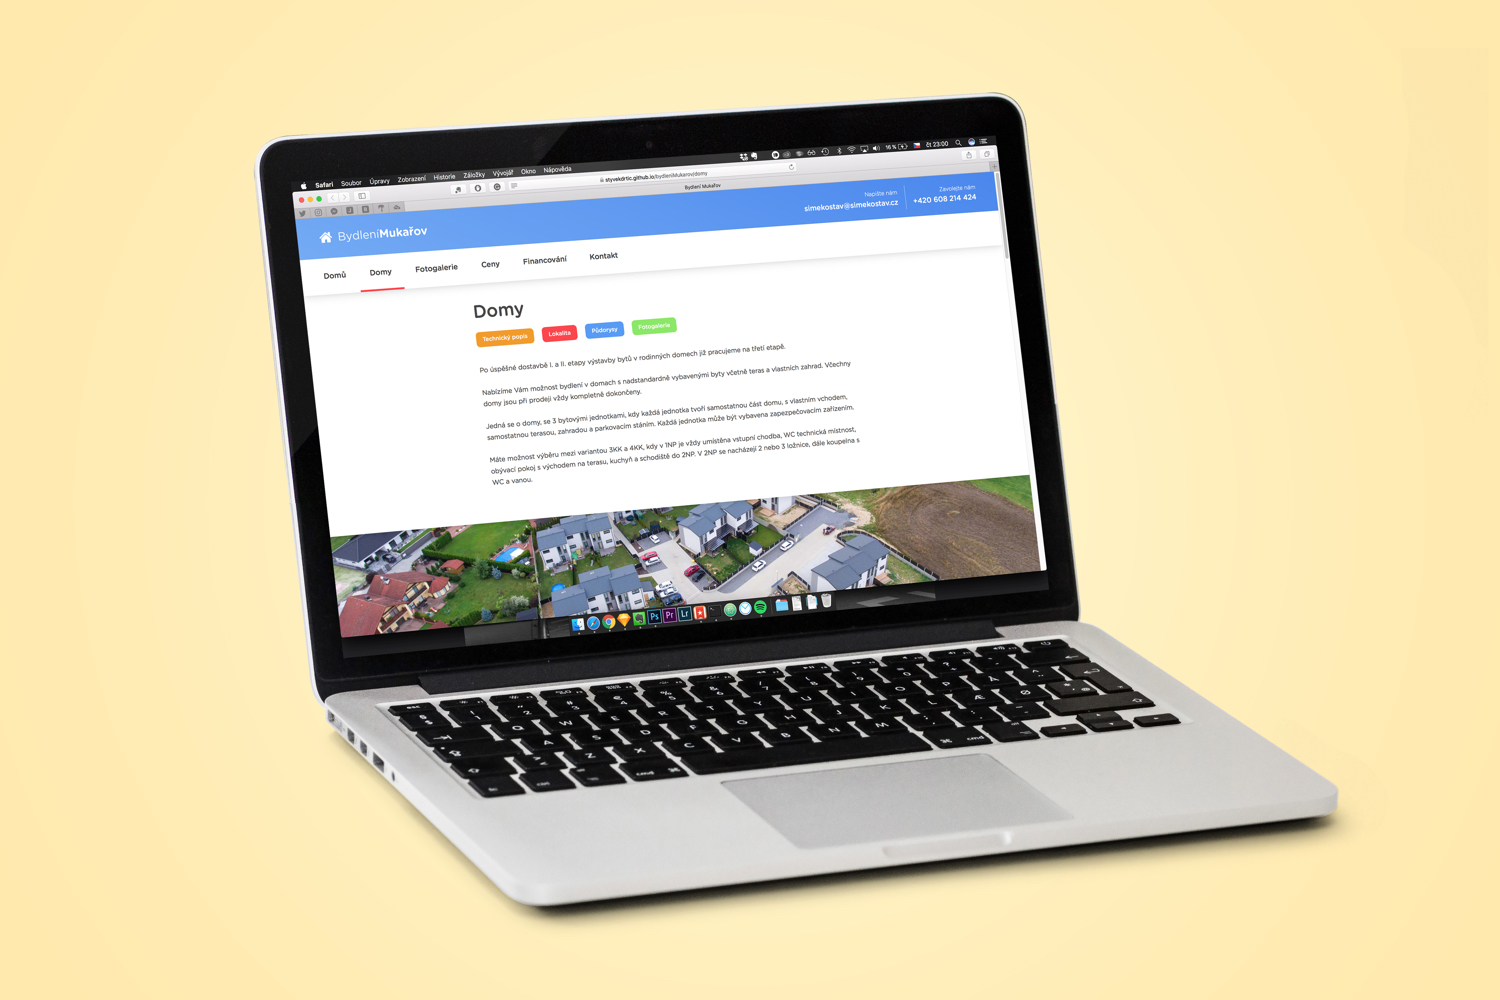 Safari Soubor Úpravy Zobrazení Historie Záložky Vývojář Okno Nápověda 16 % čt 23:00
styvekdrtic.github.io/bydleniMukarov/domy
Bydlení Mukařov
BydleníMukařov
Napište nám
simekostav@simekostav.cz
Zavolejte nám
+420 608 214 424
Domů Domy Fotogalerie Ceny Financování Kontakt
Domy
Technický popis Lokalita Půdorysy Fotogalerie
Po úspěšné dostavbě I. a II. etapy výstavby bytů v rodinných domech již pracujeme na třetí etapě.
Nabízíme Vám možnost bydlení v domech s nadstandardně vybavenými byty včetně teras a vlastních zahrad. Všechny
domy jsou při prodeji vždy kompletně dokončeny.
Jedná se o domy, se 3 bytovými jednotkami, kdy každá jednotka tvoří samostatnou část domu, s vlastním vchodem,
samostatnou terasou, zahradou a parkovacím stáním. Každá jednotka může být vybavena zapezpečovacím zařízením.
Máte možnost výběru mezi variantou 3KK a 4KK, kdy v 1NP je vždy umístěna vstupní chodba, WC technická místnost,
obývací pokoj s východem na terasu, kuchyň a schodiště do 2NP. V 2NP se nacházejí 2 nebo 3 ložnice, dále koupelna s
WC a vanou.
Ps Pr Lr
Q W E R T Y U I O P Å
A S D F G H J K L Æ Ø
Z X C V B N M
cmd cmd